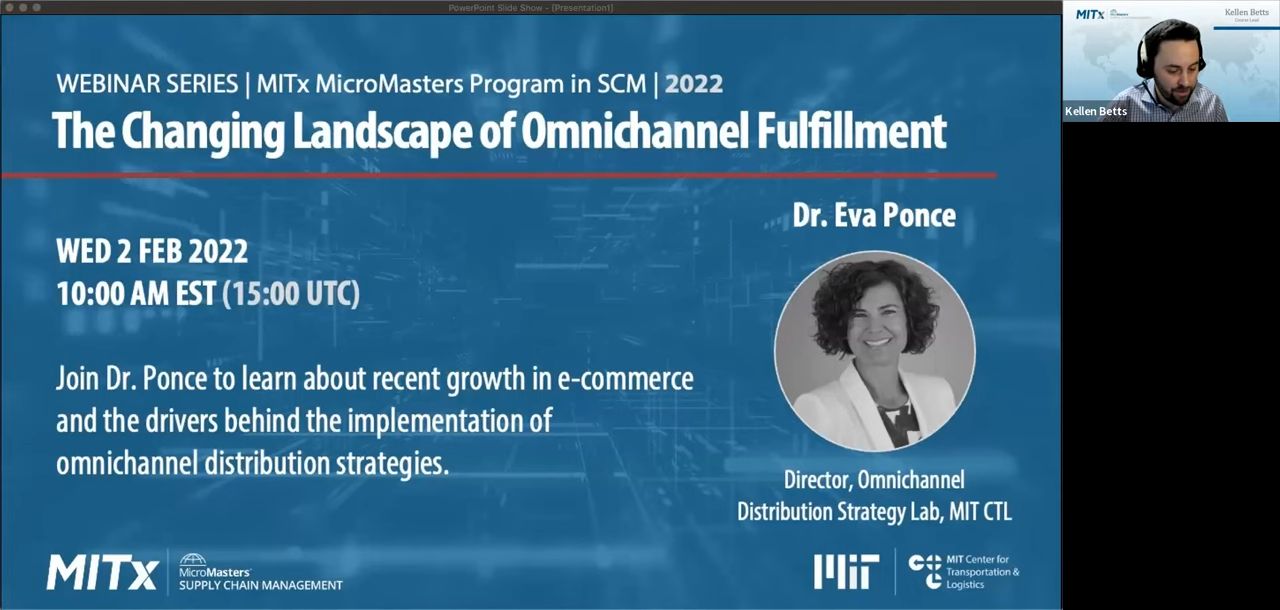 PowerPoint Slide Show - [Presentation1]
WEBINAR SERIES | MITx MicroMasters Program in SCM | 2022
The Changing Landscape of Omnichannel Fulfillment
WED 2 FEB 2022
10:00 AM EST (15:00 UTC)
Join Dr. Ponce to learn about recent growth in e-commerce
and the drivers behind the implementation of
omnichannel distribution strategies.
Dr. Eva Ponce
Director, Omnichannel
Distribution Strategy Lab, MIT CTL
MITx
MicroMasters
SUPPLY CHAIN MANAGEMENT
MIT
MIT Center for
Transportation &
Logistics
MITx
Kellen Betts
Course Lead
Kellen Betts